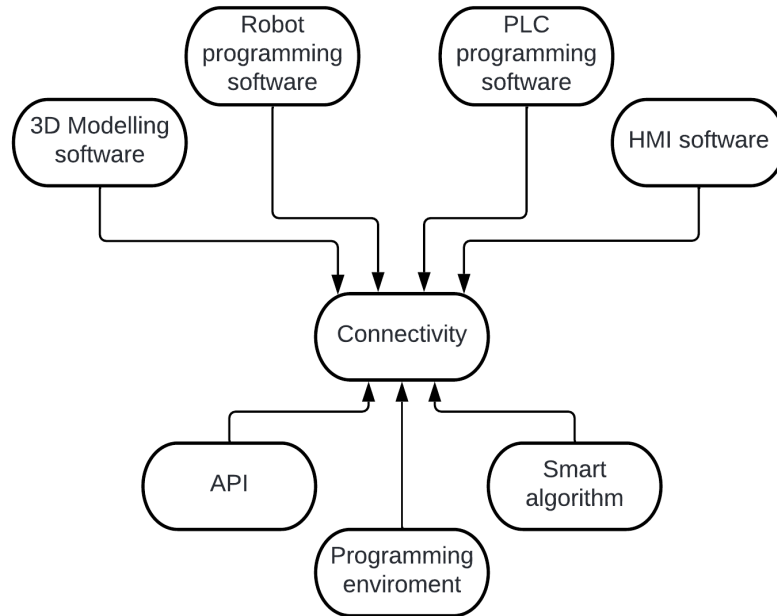 Robot
programming
software
PLC
programming
software
3D Modelling
software
HMI software
Connectivity
API
Smart
algorithm
Programming
enviroment